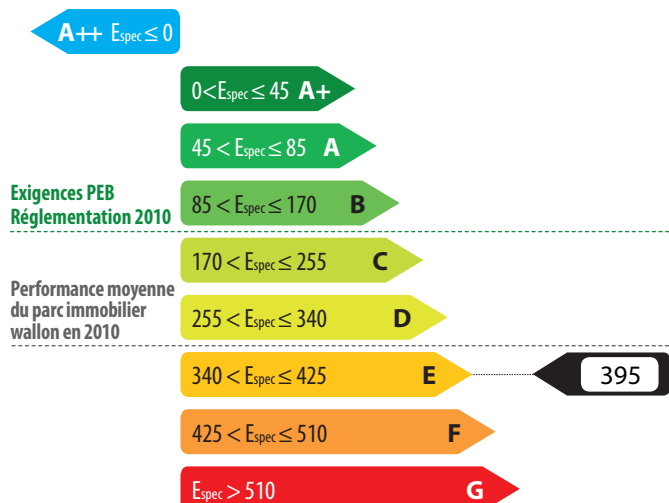 A++ Espec ≤ 0
0<Espec ≤ 45 A+
45 < Espec ≤ 85 A
Exigences PEB
Réglementation 2010
85 < Espec ≤ 170 B
170 < Espec ≤ 255 C
Performance moyenne
du parc immobilier
wallon en 2010
255 < Espec ≤ 340 D
340 < Espec ≤ 425 E 395
425 < Espec ≤ 510 F
Espec > 510 G